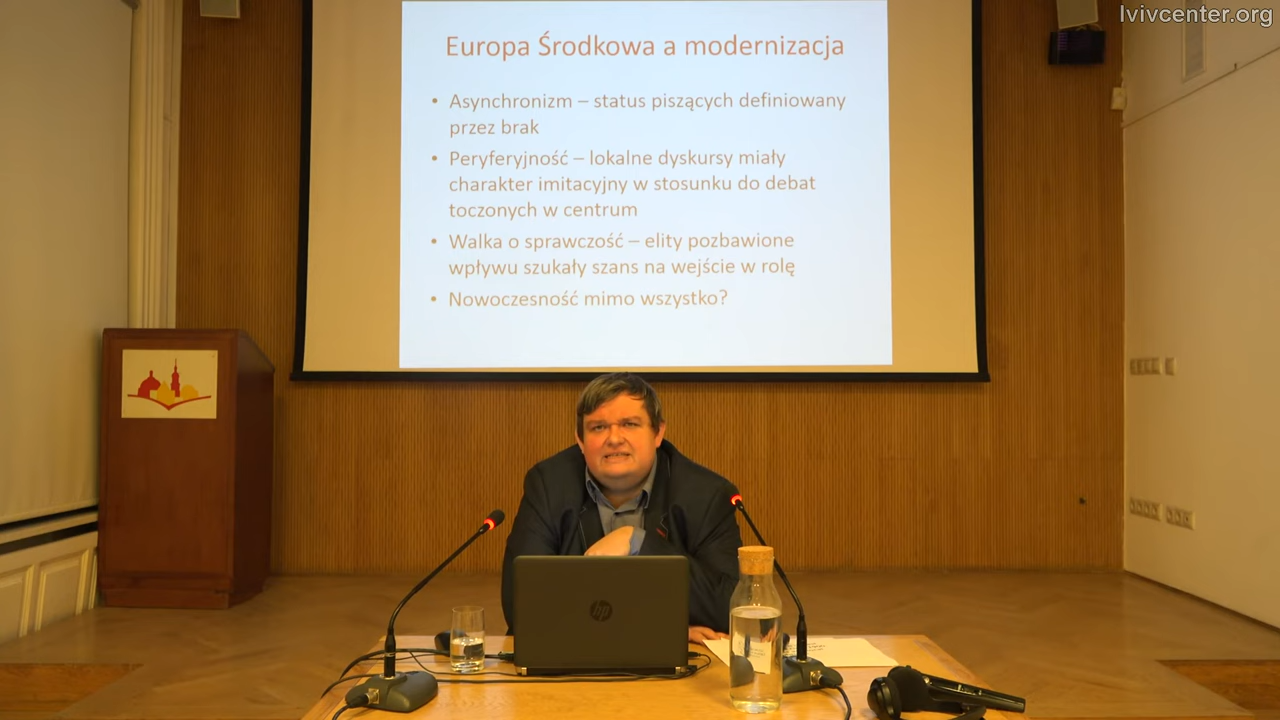 lvivcenter.org
Europa Środkowa a modernizacja
• Asynchronizm – status piszących definiowany
przez brak
• Peryferyjność – lokalne dyskursy miały
charakter imitacyjny w stosunku do debat
toczonych w centrum
• Walka o sprawczość – elity pozbawione
wpływu szukały szans na wejście w rolę
• Nowoczesność mimo wszystko?
hp